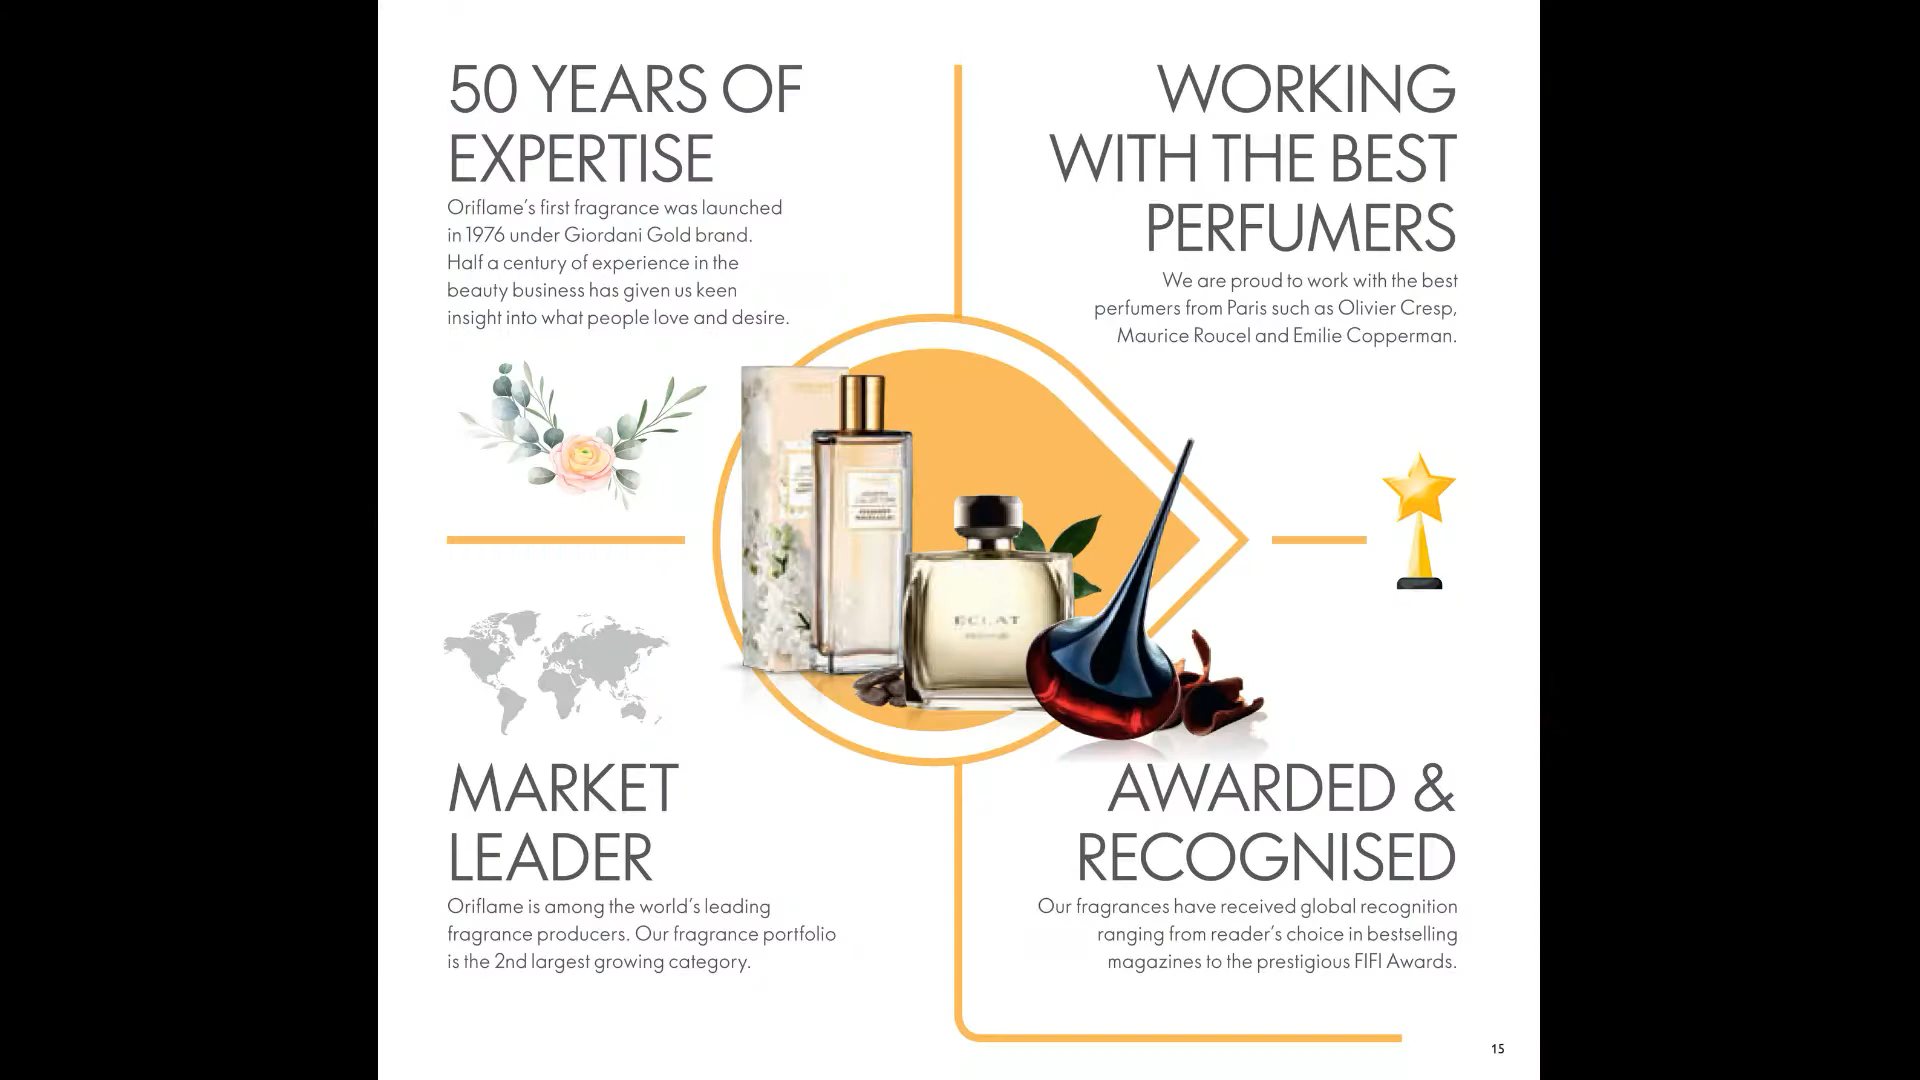 50 YEARS OF
EXPERTISE
Oriflame's first fragrance was launched
in 1976 under Giordani Gold brand.
Half a century of experience in the
beauty business has given us keen
insight into what people love and desire.
WORKING
WITH THE BEST
PERFUMERS
We are proud to work with the best
perfumers from Paris such as Olivier Cresp,
Maurice Roucel and Emilie Copperman.
ECLAT
MARKET
LEADER
Oriflame is among the world's leading
fragrance producers. Our fragrance portfolio
is the 2nd largest growing category.
AWARDED &
RECOGNISED
Our fragrances have received global recognition
ranging from reader's choice in bestselling
magazines to the prestigious FIFI Awards.
15